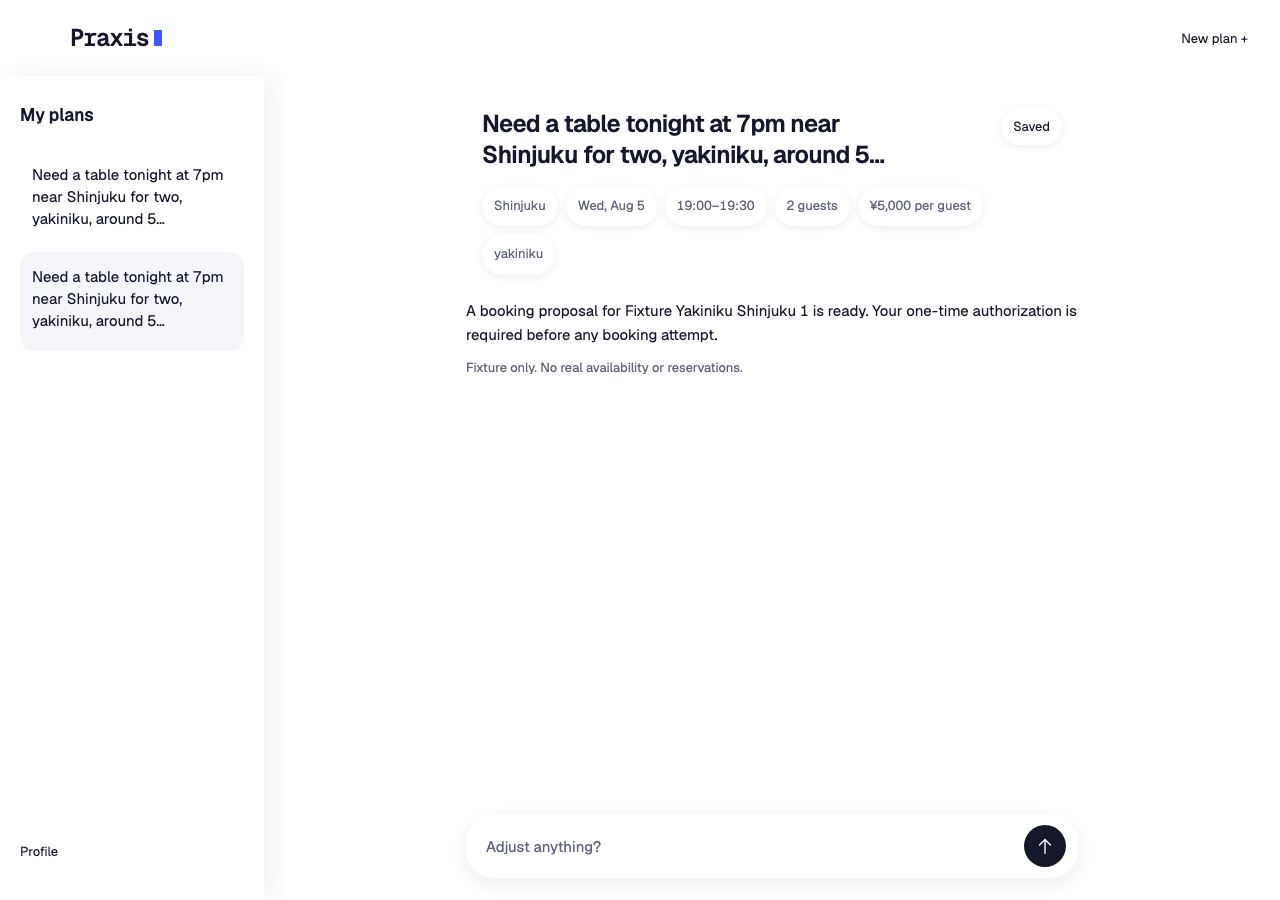 Praxis
New plan +
My plans
Need a table tonight at 7pm
near Shinjuku for two,
yakiniku, around 5...
Need a table tonight at 7pm
near Shinjuku for two,
yakiniku, around 5...
Profile
Need a table tonight at 7pm near
Shinjuku for two, yakiniku, around 5...
Saved
Shinjuku
Wed, Aug 5
19:00–19:30
2 guests
¥5,000 per guest
yakiniku
A booking proposal for Fixture Yakiniku Shinjuku 1 is ready. Your one-time authorization is
required before any booking attempt.
Fixture only. No real availability or reservations.
Adjust anything?